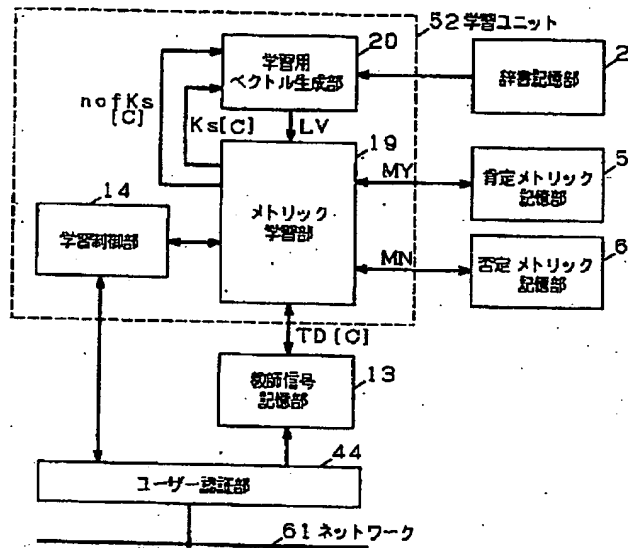 52学習ユニット
20
学習用
ベクトル生成部
2
辞書記憶部
nofKs
[C]
Ks[C]
LV
19
MY
5
肯定メトリック
記憶部
14
学習制御部
メトリック
学習部
6
MN
否定メトリック
記憶部
TD[C]
13
教師信号
記憶部
44
ユーザー認証部
61ネットワーク